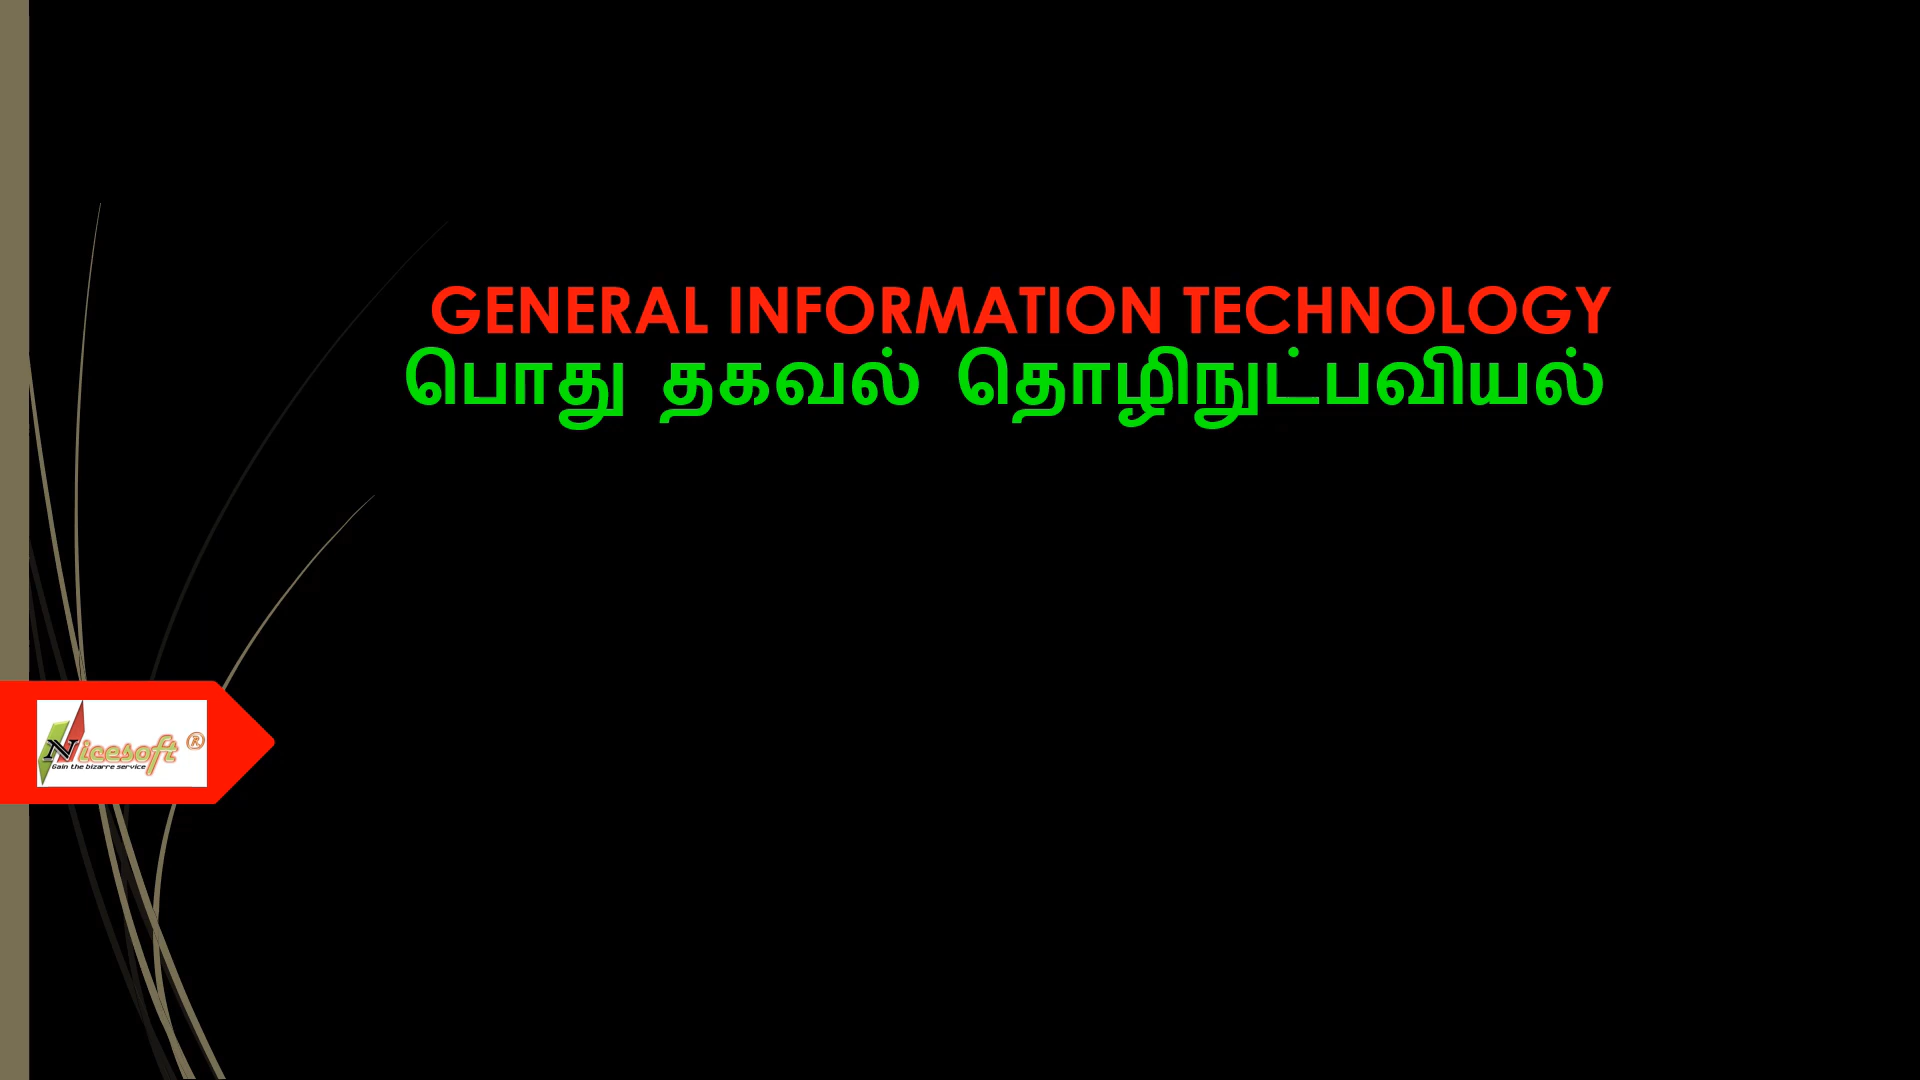 GENERAL INFORMATION TECHNOLOGY
பொது தகவல் தொழிநுட்பவியல்
Nicesoft ®
Gain the bizarre service